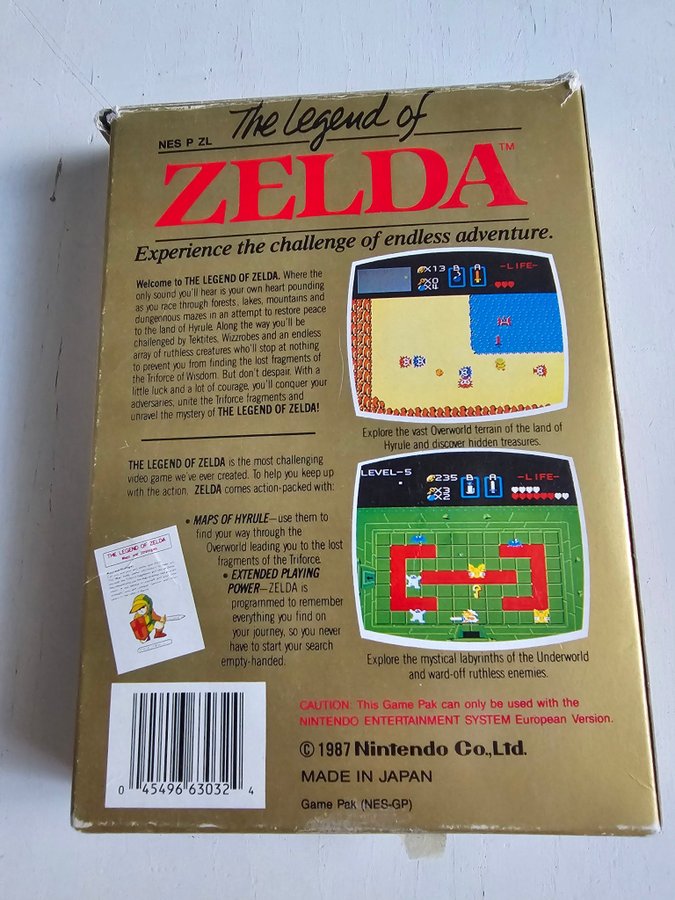 The Legend of
NES P ZL
ZELDA™
Experience the challenge of endless adventure.
Welcome to THE LEGEND OF ZELDA. Where the
only sound you'll hear is your own heart pounding
as you race through forests, lakes, mountains and
dungeonous mazes in an attempt to restore peace
to the land of Hyrule. Along the way you'll be
challenged by Tektites, Wizzrobes and an endless
array of ruthless creatures who'll stop at nothing
to prevent you from finding the lost fragments of
the Triforce of Wisdom. But don't despair. With a
little luck and a lot of courage, you'll conquer your
adversaries, unite the Triforce fragments and
unravel the mystery of THE LEGEND OF ZELDA!
X13 B A -LIFE-
X0
X4
Explore the vast Overworld terrain of the land of
Hyrule and discover hidden treasures.
THE LEGEND OF ZELDA is the most challenging
video game we've ever created. To help you keep up
with the action, ZELDA comes action-packed with:
• MAPS OF HYRULE—use them to
find your way through the
Overworld leading you to the lost
fragments of the Triforce.
• EXTENDED PLAYING
POWER—ZELDA is
programmed to remember
everything you find on
your journey, so you never
have to start your search
empty-handed.
THE LEGEND OF ZELDA
LEVEL-5 235 B A -LIFE-
X3
X2
Explore the mystical labyrinths of the Underworld
and ward-off ruthless enemies.
CAUTION: This Game Pak can only be used with the
NINTENDO ENTERTAINMENT SYSTEM European Version.
© 1987 Nintendo Co.,Ltd.
MADE IN JAPAN
Game Pak (NES-GP)
0 45496 63032 4